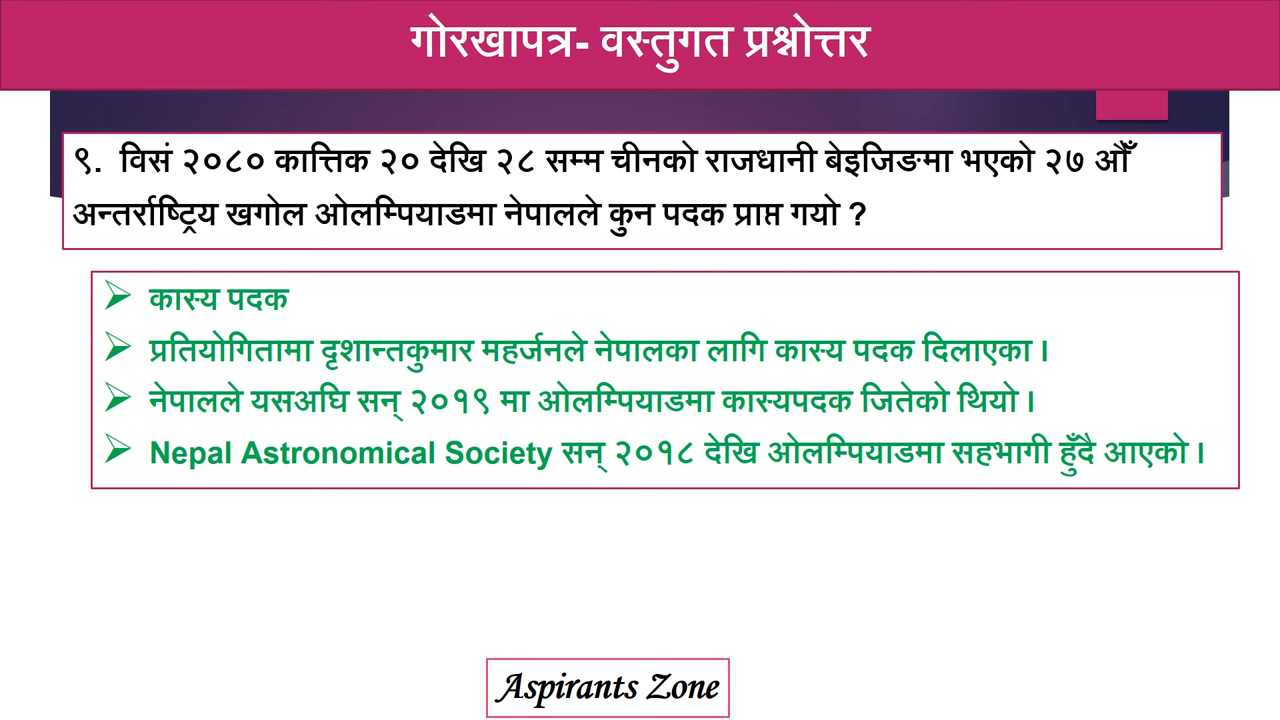 गोरखापत्र- वस्तुगत प्रश्नोत्तर
९. विसं २०८० कात्तिक २० देखि २८ सम्म चीनको राजधानी बेइजिङमा भएको २७ औँ
अन्तर्राष्ट्रिय खगोल ओलम्पियाडमा नेपालले कुन पदक प्राप्त गयो ?
➢ कास्य पदक
➢ प्रतियोगितामा दृशान्तकुमार महर्जनले नेपालका लागि कास्य पदक दिलाएका ।
➢ नेपालले यसअघि सन् २०१९ मा ओलम्पियाडमा कास्यपदक जितेको थियो ।
➢ Nepal Astronomical Society सन् २०१८ देखि ओलम्पियाडमा सहभागी हुँदै आएको ।
Aspirants Zone